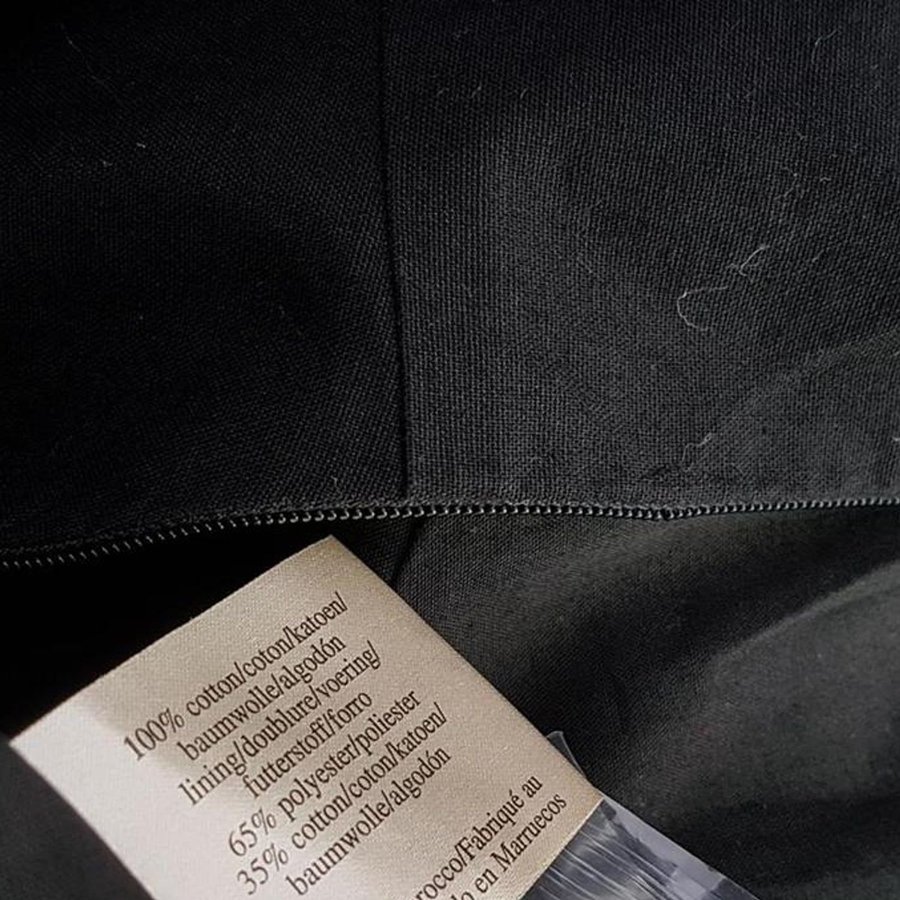 100% cotton/coton/katoen/
baumwolle/algodón
lining/doublure/voering/
futterstoff/forro
65% polyester/poliester
35% cotton/coton/katoen/
baumwolle/algodón
rocco/Fabriqué au
do en Marruecos